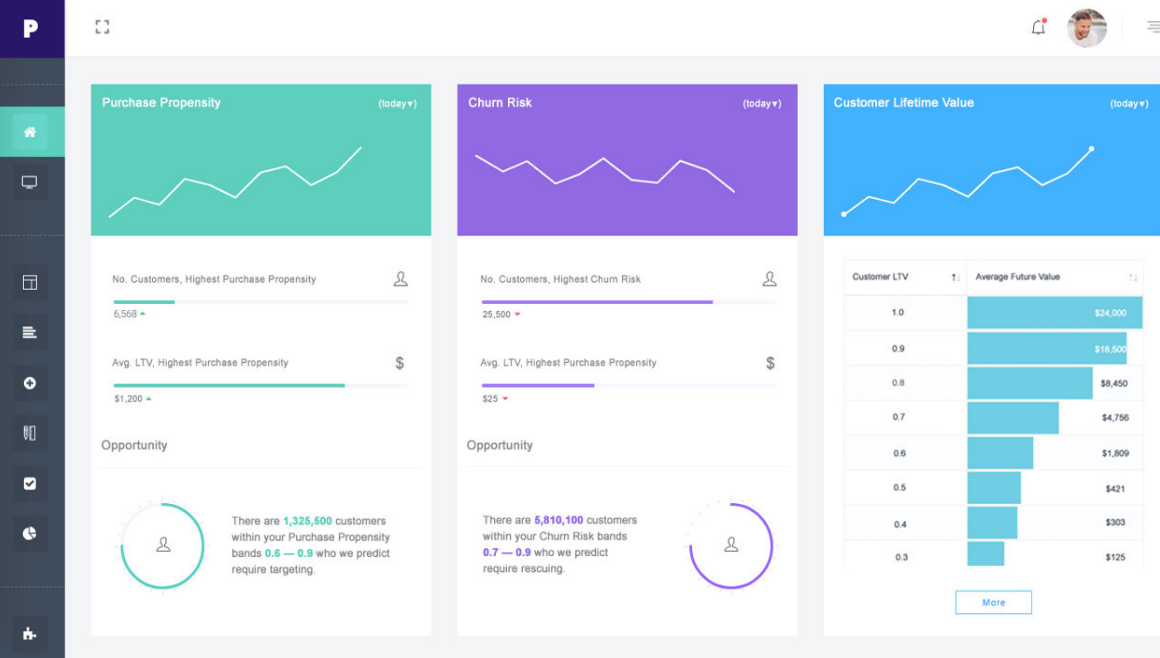 P
Purchase Propensity (today▾)
No. Customers, Highest Purchase Propensity
6,568
Avg. LTV, Highest Purchase Propensity $
$1,200
Opportunity
There are 1,325,500 customers
within your Purchase Propensity
bands 0.6 — 0.9 who we predict
require targeting.
Churn Risk (today▾)
No. Customers, Highest Churn Risk
25,500
Avg. LTV, Highest Purchase Propensity $
$25
Opportunity
There are 5,810,100 customers
within your Churn Risk bands
0.7 — 0.9 who we predict
require rescuing.
Customer Lifetime Value (today▾)
Customer LTV Average Future Value
1.0 $24,000
0.9 $18,500
0.8 $8,450
0.7 $4,756
0.6 $1,809
0.5 $421
0.4 $303
0.3 $125
More